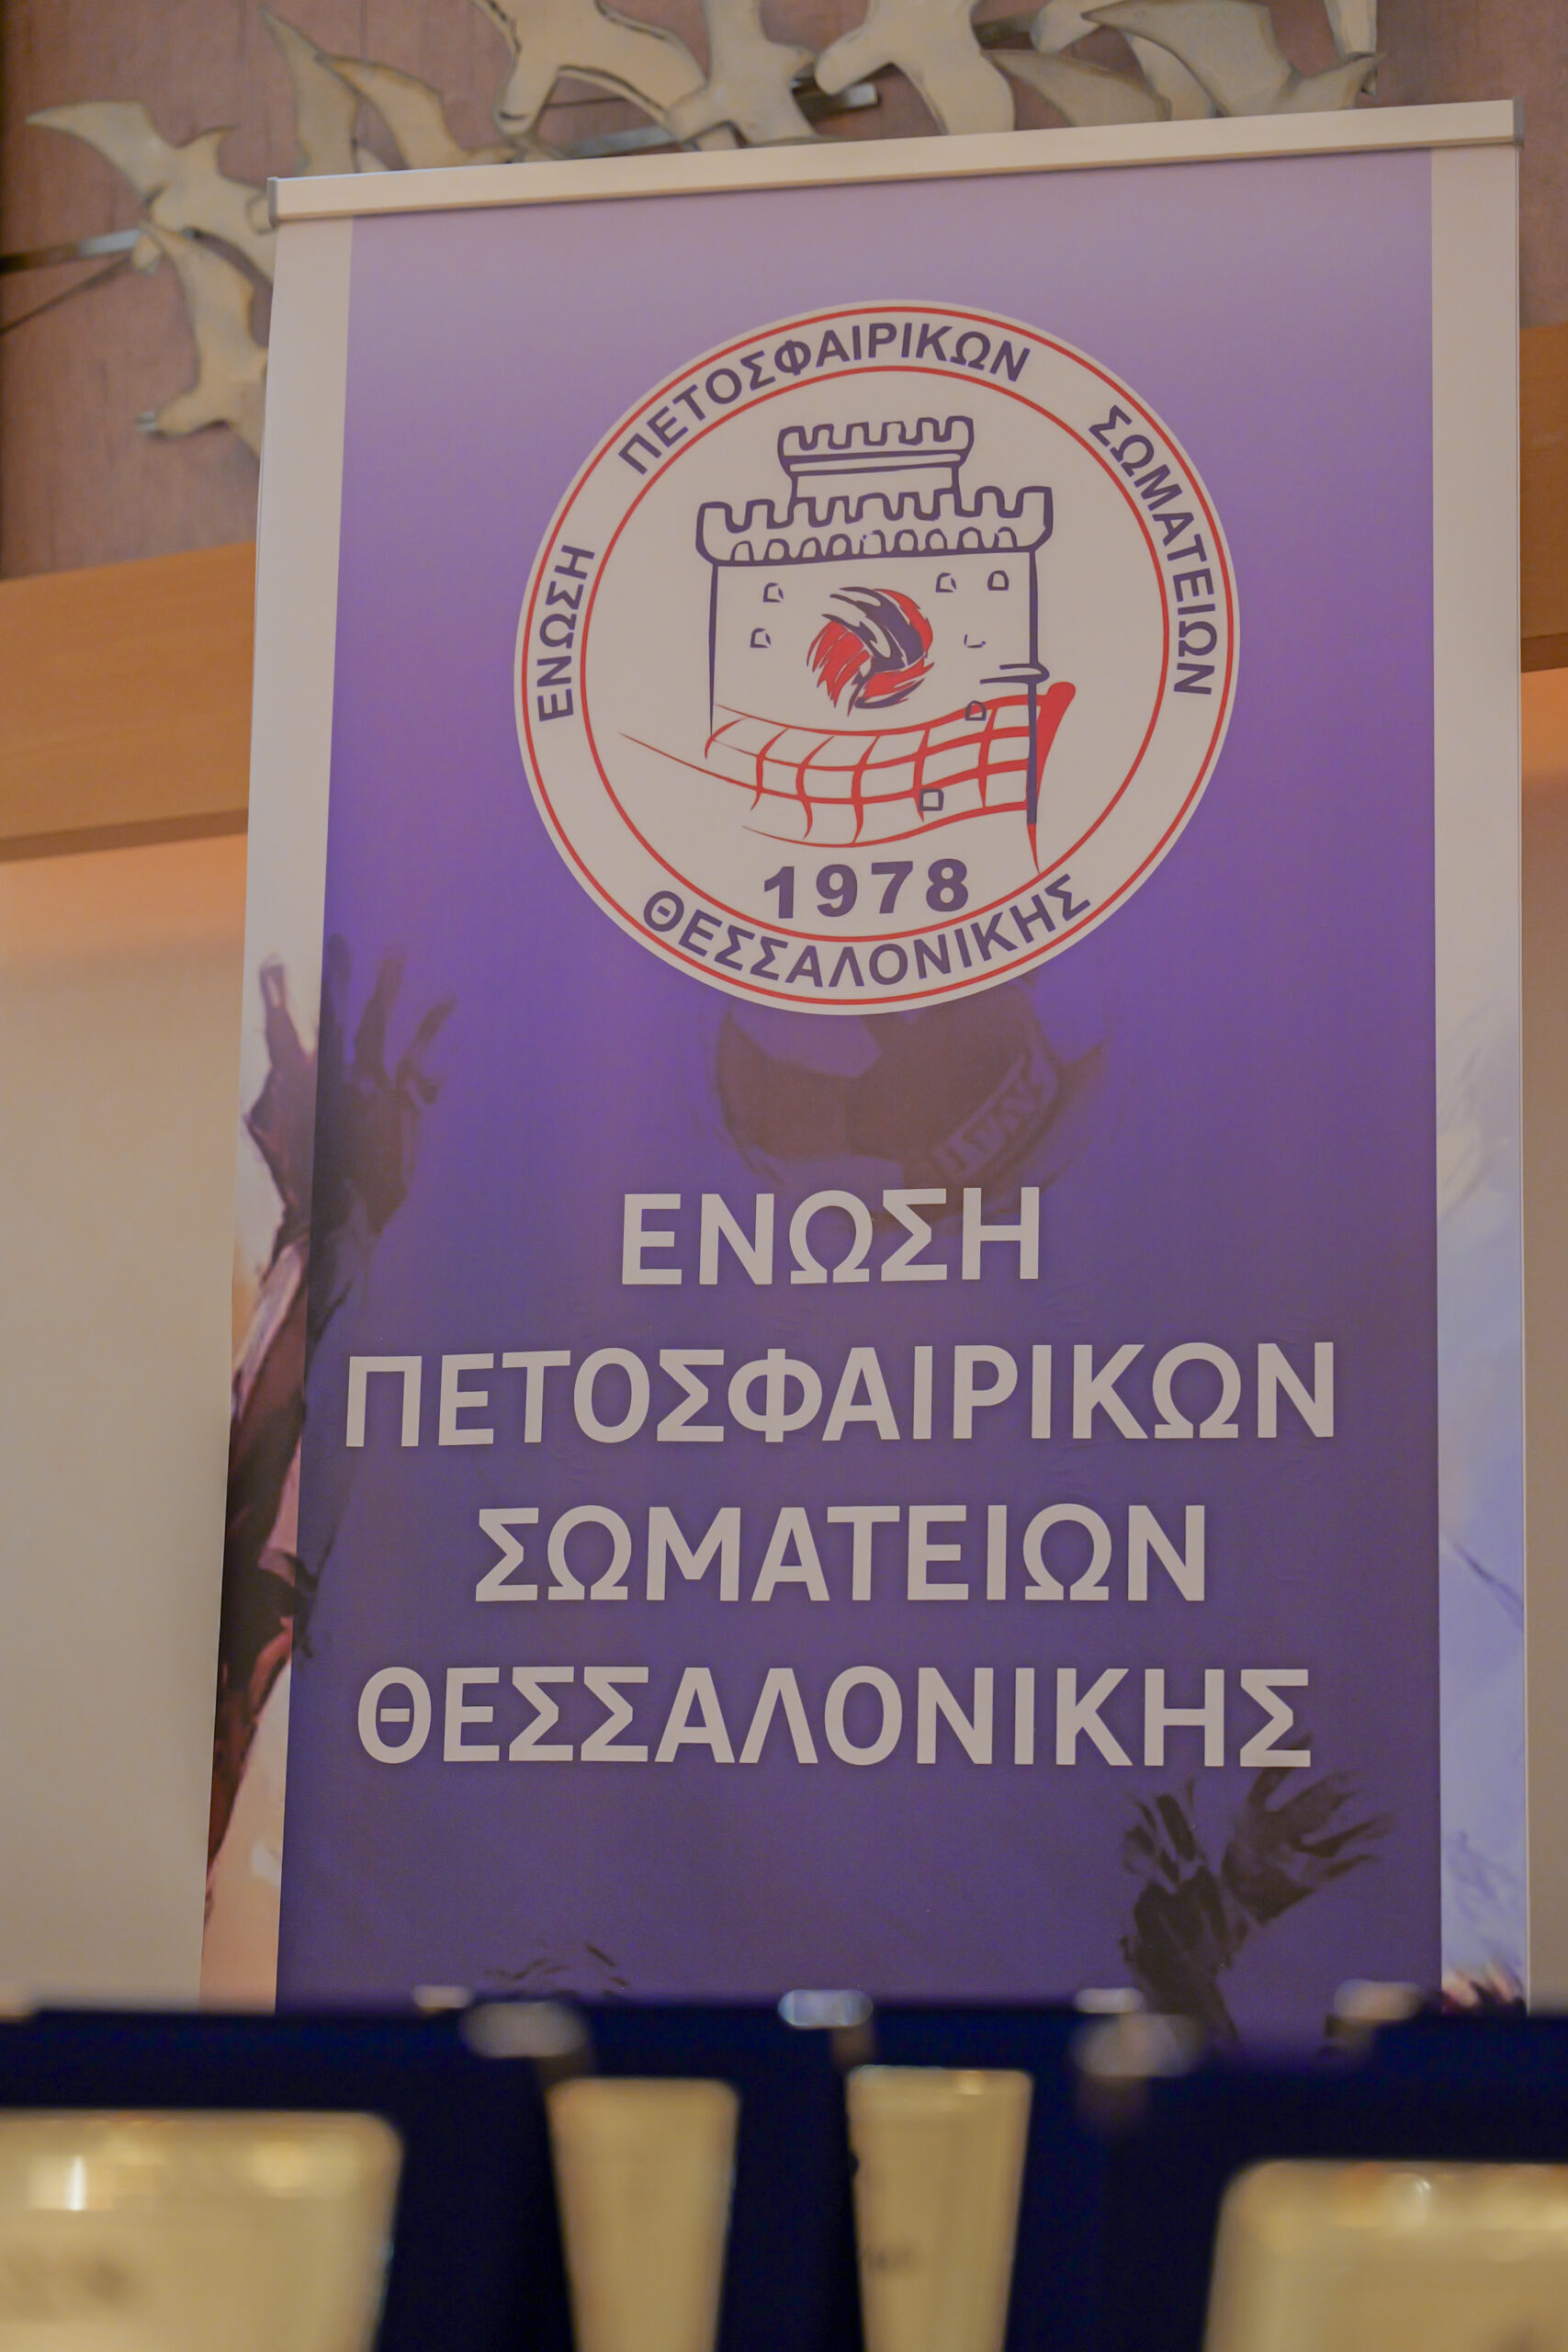 ΕΝΩΣΗ ΠΕΤΟΣΦΑΙΡΙΚΩΝ ΣΩΜΑΤΕΙΩΝ
1978
ΘΕΣΣΑΛΟΝΙΚΗΣ
ΕΝΩΣΗ
ΠΕΤΟΣΦΑΙΡΙΚΩΝ
ΣΩΜΑΤΕΙΩΝ
ΘΕΣΣΑΛΟΝΙΚΗΣ